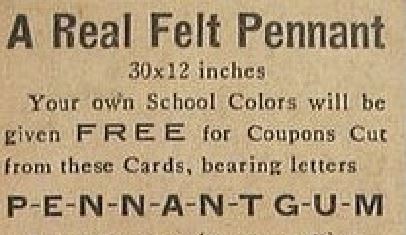 A Real Felt Pennant
30x12 inches
Your own School Colors will be
given FREE for Coupons Cut
from these Cards, bearing letters
P-E-N-N-A-N-T G-U-M